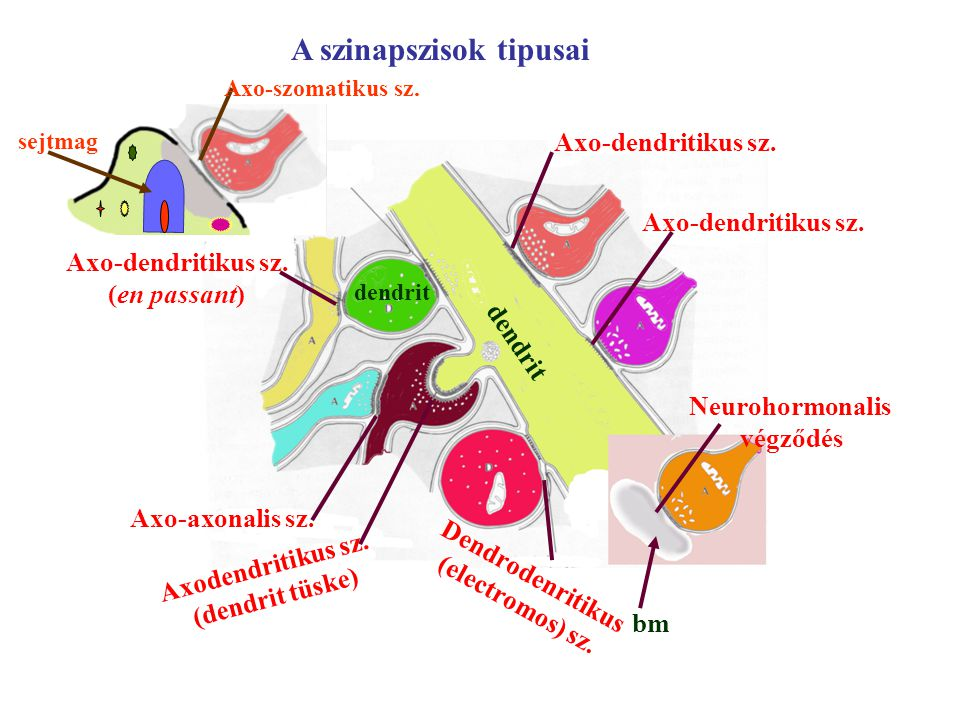 A szinapszisok tipusai
Axo-szomatikus sz.
sejtmag
Axo-dendritikus sz.
Axo-dendritikus sz.
Axo-dendritikus sz.
(en passant)
dendrit
dendrit
A
A
A
A
A
D
D
A
Neurohormonalis
végződés
Axo-axonalis sz.
Axodendritikus sz.
(dendrit tüske)
Dendrodenritikus
(electromos) sz.
bm